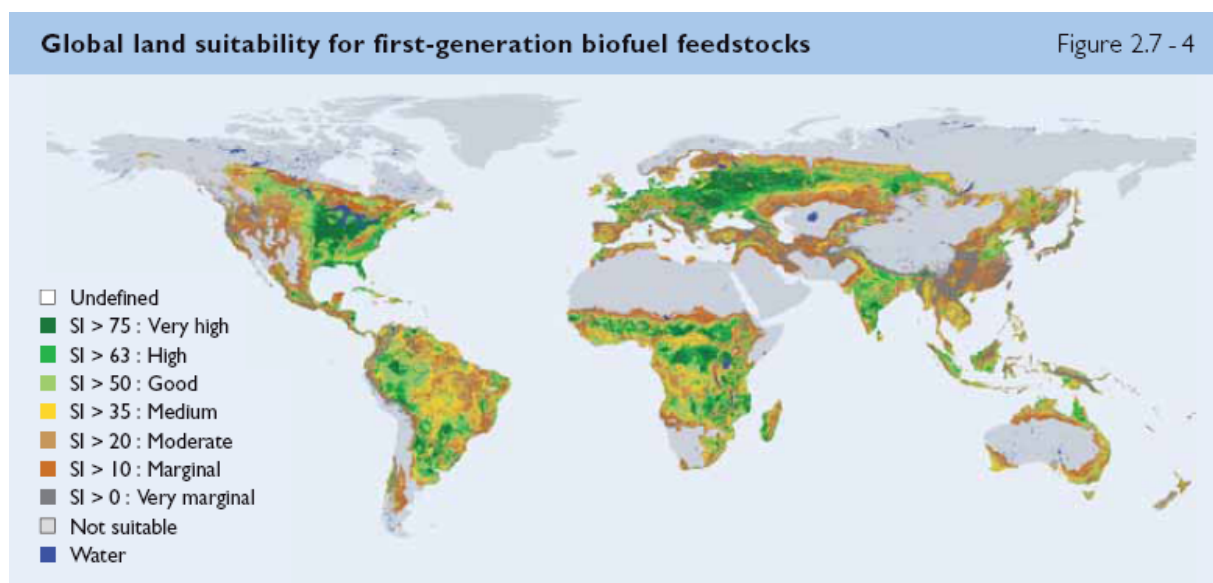 Global land suitability for first-generation biofuel feedstocks
Figure 2.7 - 4
Undefined
SI > 75 : Very high
SI > 63 : High
SI > 50 : Good
SI > 35 : Medium
SI > 20 : Moderate
SI > 10 : Marginal
SI > 0 : Very marginal
Not suitable
Water